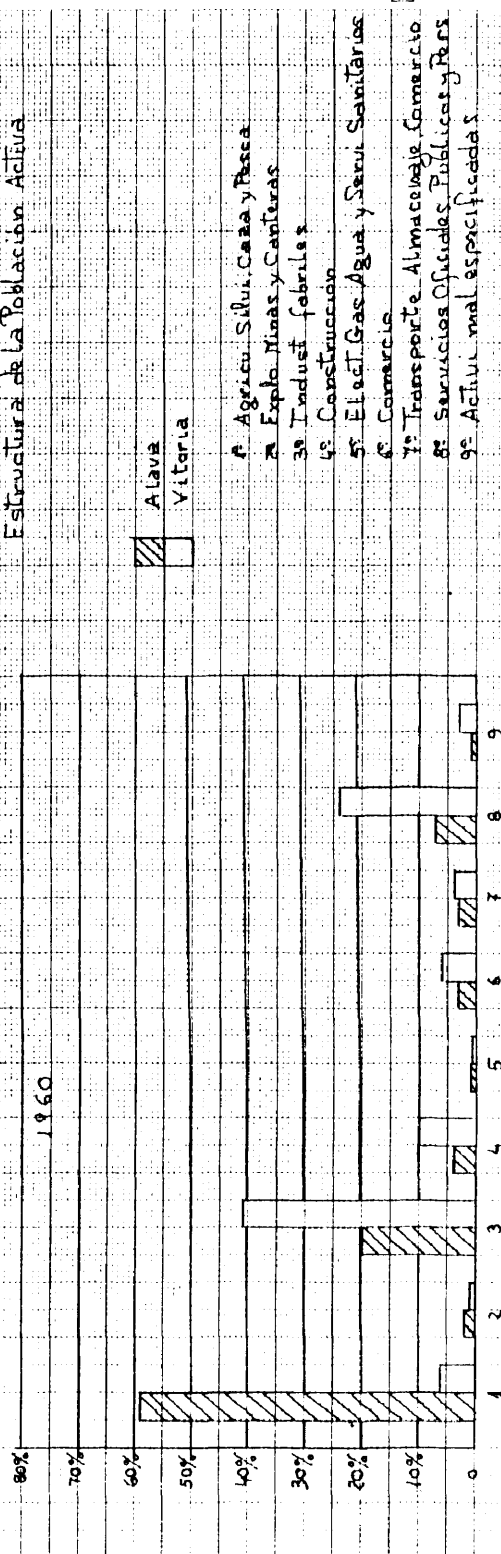 Estructura de la Población Activa
1960
Alava
Vitoria
1º Agricu Silvi. Caza y Pesca
2º Explo Minas y Canteras
3º Indust fabriles
4º Construccion
5º Elect Gas Agua y Servi Sanitarios
6º Comercio
7º Transporte Almacenaje Comercio
8º Servicios Oficiales Públicos y Pers
9º Activi mal especificadas
80%
70%
60%
50%
40%
30%
20%
10%
0
1 2 3 4 5 6 7 8 9